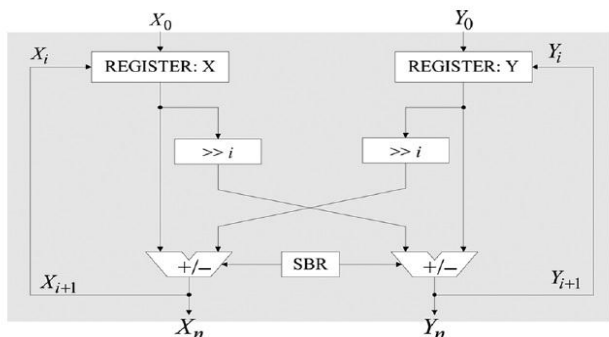 X₀ Y₀
Xᵢ Yᵢ
REGISTER: X REGISTER: Y
>> i >> i
+/− SBR +/−
Xᵢ₊₁ Yᵢ₊₁
Xₙ Yₙ